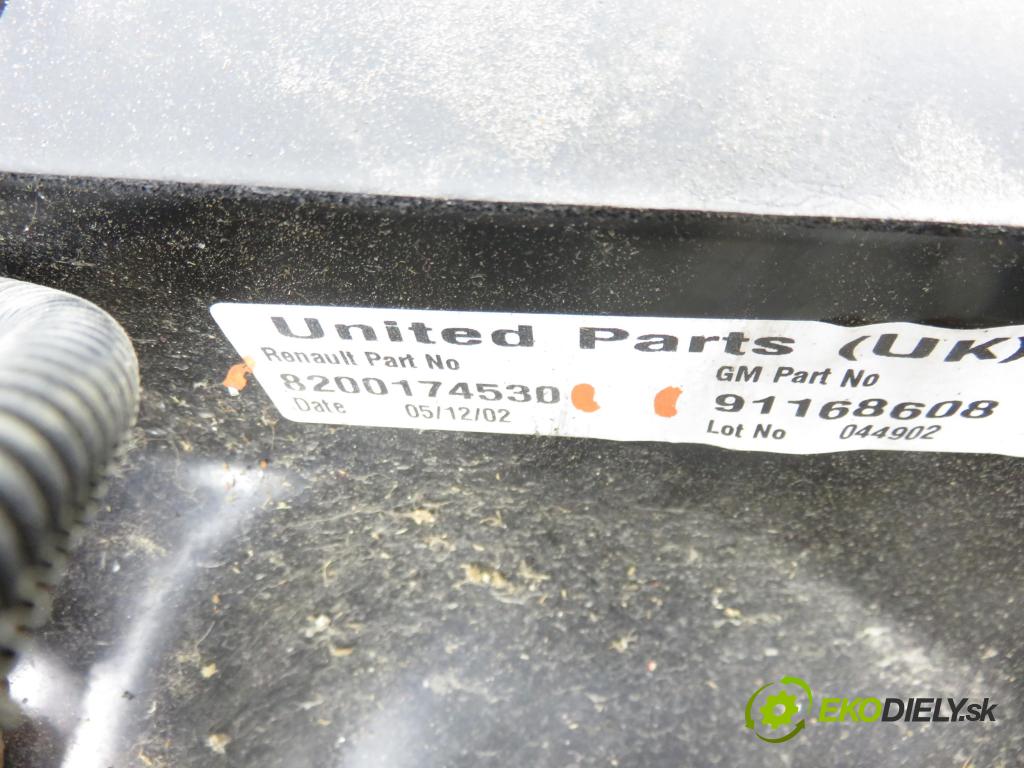 United Parts (UK)
Renault Part No
8200174530
Date 05/12/02
GM Part No
91168608
Lot No 044902
EKODIELY.sk